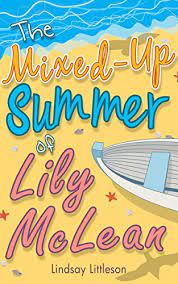 The
Mixed-Up
Summer
of
Lily
McLean
Lindsay Littleson